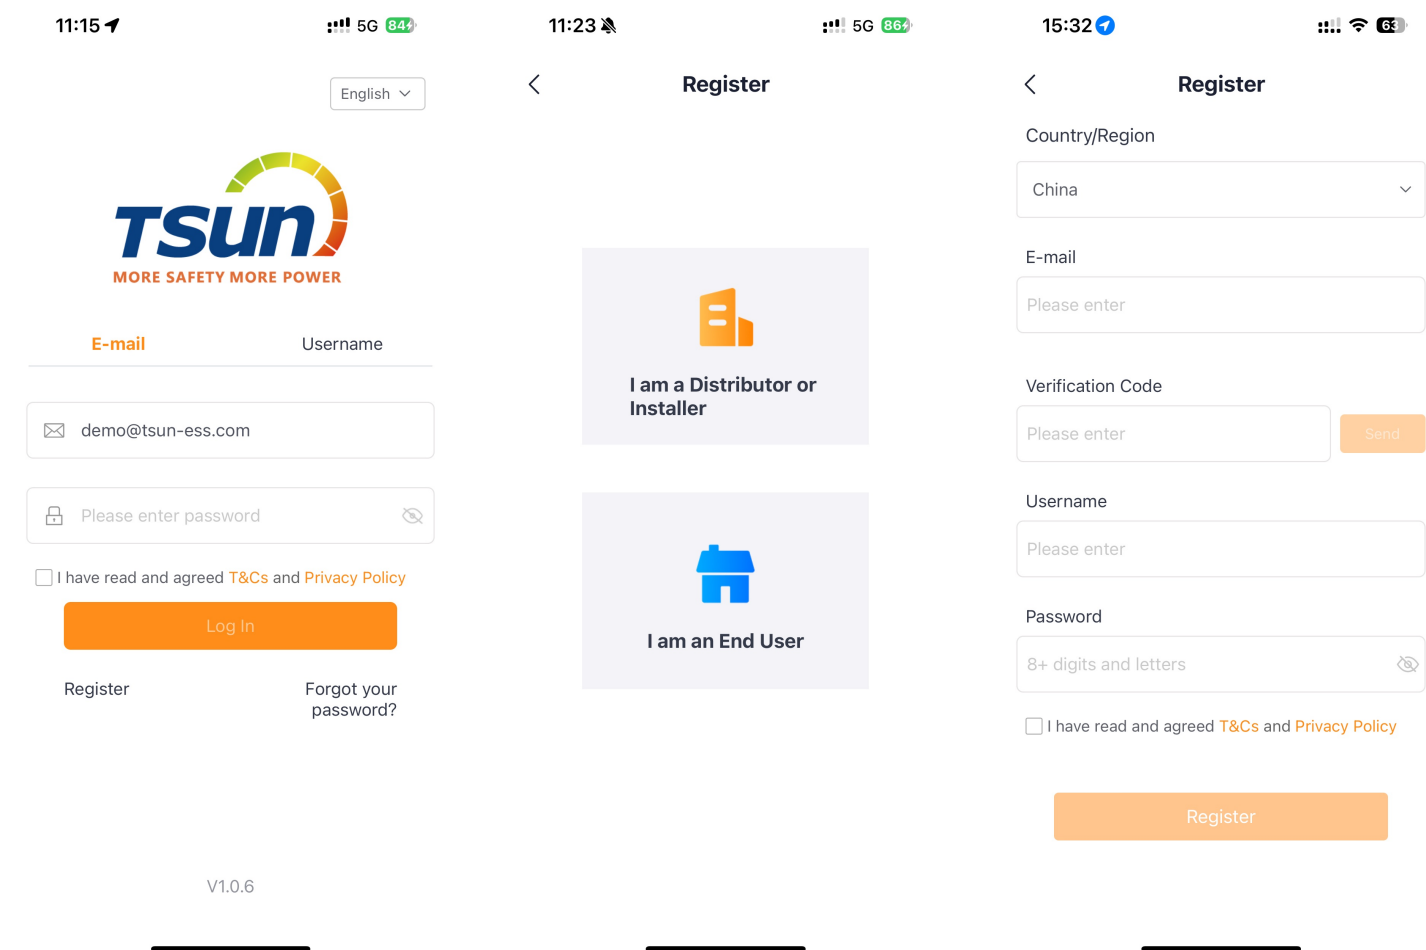 11:15
5G 84
English
TSUN
MORE SAFETY MORE POWER
E-mail
Username
demo@tsun-ess.com
Please enter password
I have read and agreed T&Cs and Privacy Policy
Log In
Register
Forgot your
password?
V1.0.6
11:23
5G 86
Register
I am a Distributor or
Installer
I am an End User
15:32
63
Register
Country/Region
China
E-mail
Please enter
Verification Code
Please enter
Send
Username
Please enter
Password
8+ digits and letters
I have read and agreed T&Cs and Privacy Policy
Register